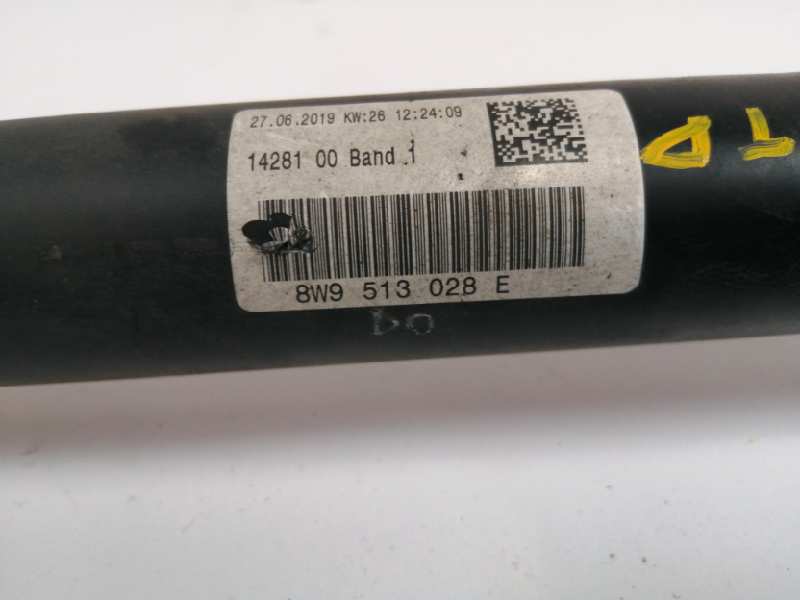 27.06.2019 KW:26 12:24:09
14281 00 Band 1
8W9 513 028 E